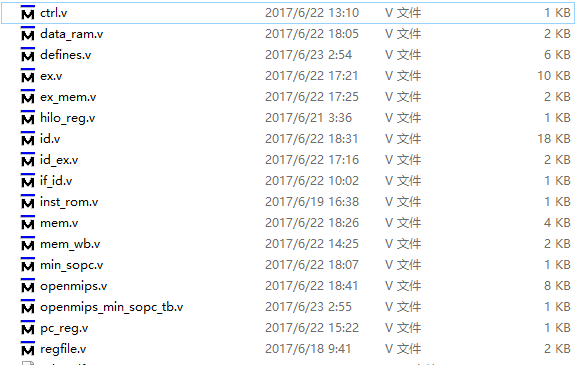 ctrl.v 2017/6/22 13:10 V 文件 1 KB
data_ram.v 2017/6/22 18:05 V 文件 2 KB
defines.v 2017/6/23 2:54 V 文件 6 KB
ex.v 2017/6/22 17:21 V 文件 10 KB
ex_mem.v 2017/6/22 17:25 V 文件 2 KB
hilo_reg.v 2017/6/21 3:36 V 文件 1 KB
id.v 2017/6/22 18:31 V 文件 18 KB
id_ex.v 2017/6/22 17:16 V 文件 2 KB
if_id.v 2017/6/22 10:02 V 文件 1 KB
inst_rom.v 2017/6/19 16:38 V 文件 1 KB
mem.v 2017/6/22 18:26 V 文件 4 KB
mem_wb.v 2017/6/22 14:25 V 文件 2 KB
min_sopc.v 2017/6/22 18:07 V 文件 1 KB
openmips.v 2017/6/22 18:41 V 文件 8 KB
openmips_min_sopc_tb.v 2017/6/23 2:55 V 文件 1 KB
pc_reg.v 2017/6/22 15:22 V 文件 1 KB
regfile.v 2017/6/18 9:41 V 文件 2 KB